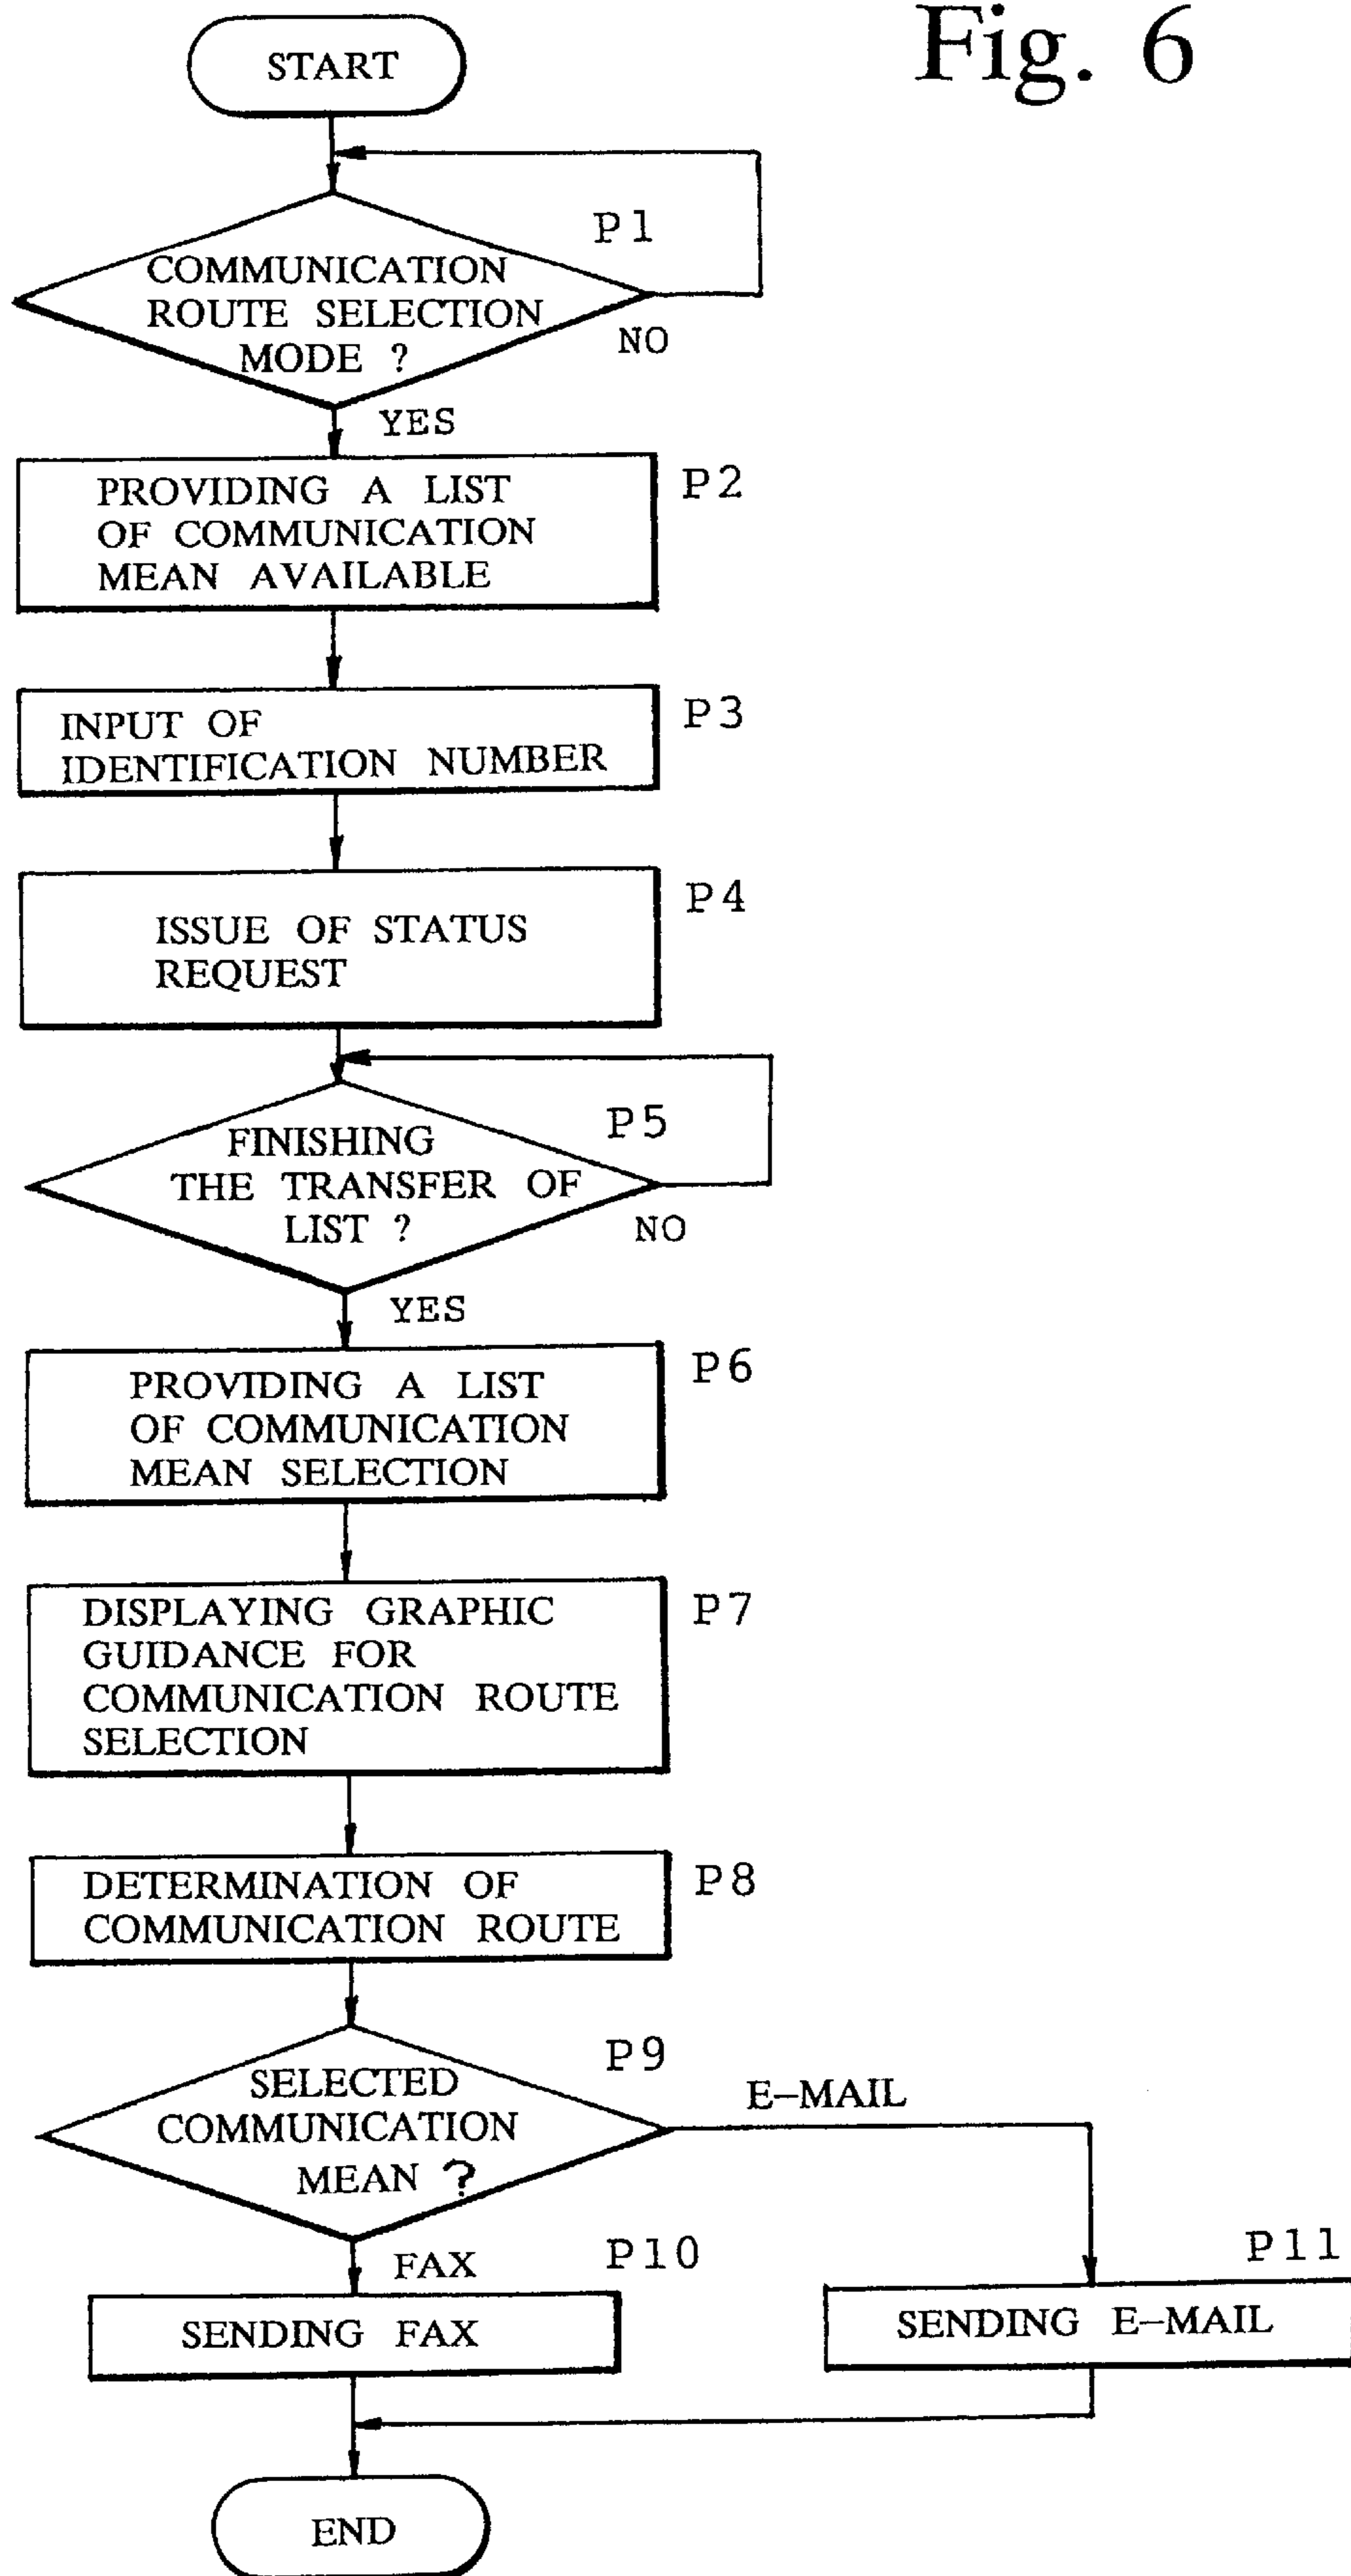 Fig. 6
START
P1
COMMUNICATION
ROUTE SELECTION
MODE ?
NO
YES
P2
PROVIDING A LIST
OF COMMUNICATION
MEAN AVAILABLE
P3
INPUT OF
IDENTIFICATION NUMBER
P4
ISSUE OF STATUS
REQUEST
P5
FINISHING
THE TRANSFER OF
LIST ?
NO
YES
P6
PROVIDING A LIST
OF COMMUNICATION
MEAN SELECTION
P7
DISPLAYING GRAPHIC
GUIDANCE FOR
COMMUNICATION ROUTE
SELECTION
P8
DETERMINATION OF
COMMUNICATION ROUTE
P9
SELECTED
COMMUNICATION
MEAN ?
E-MAIL
FAX
P10
SENDING FAX
P11
SENDING E-MAIL
END